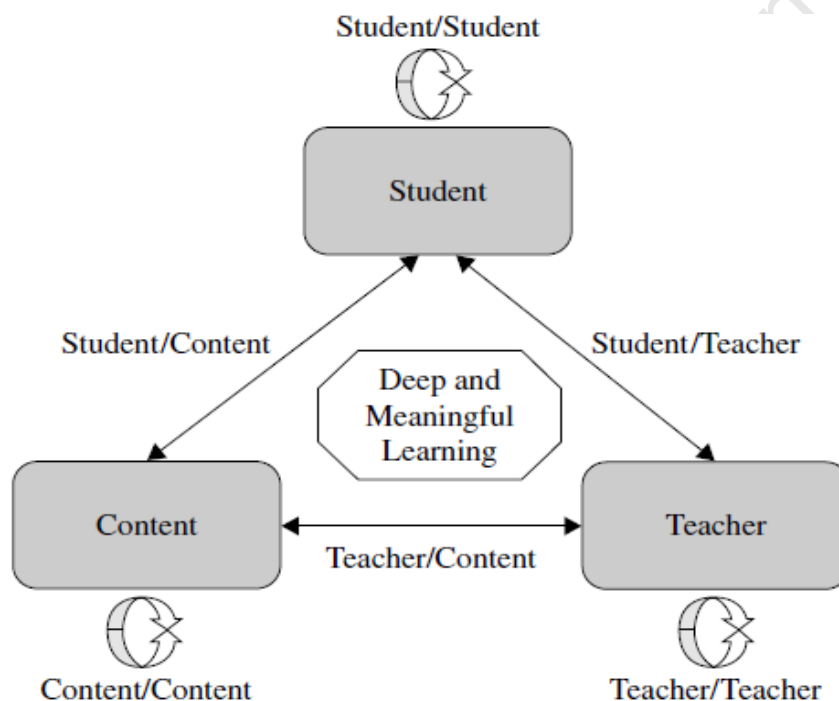 Student/Student
Student
Student/Content
Student/Teacher
Deep and
Meaningful
Learning
Content
Teacher
Teacher/Content
Content/Content
Teacher/Teacher